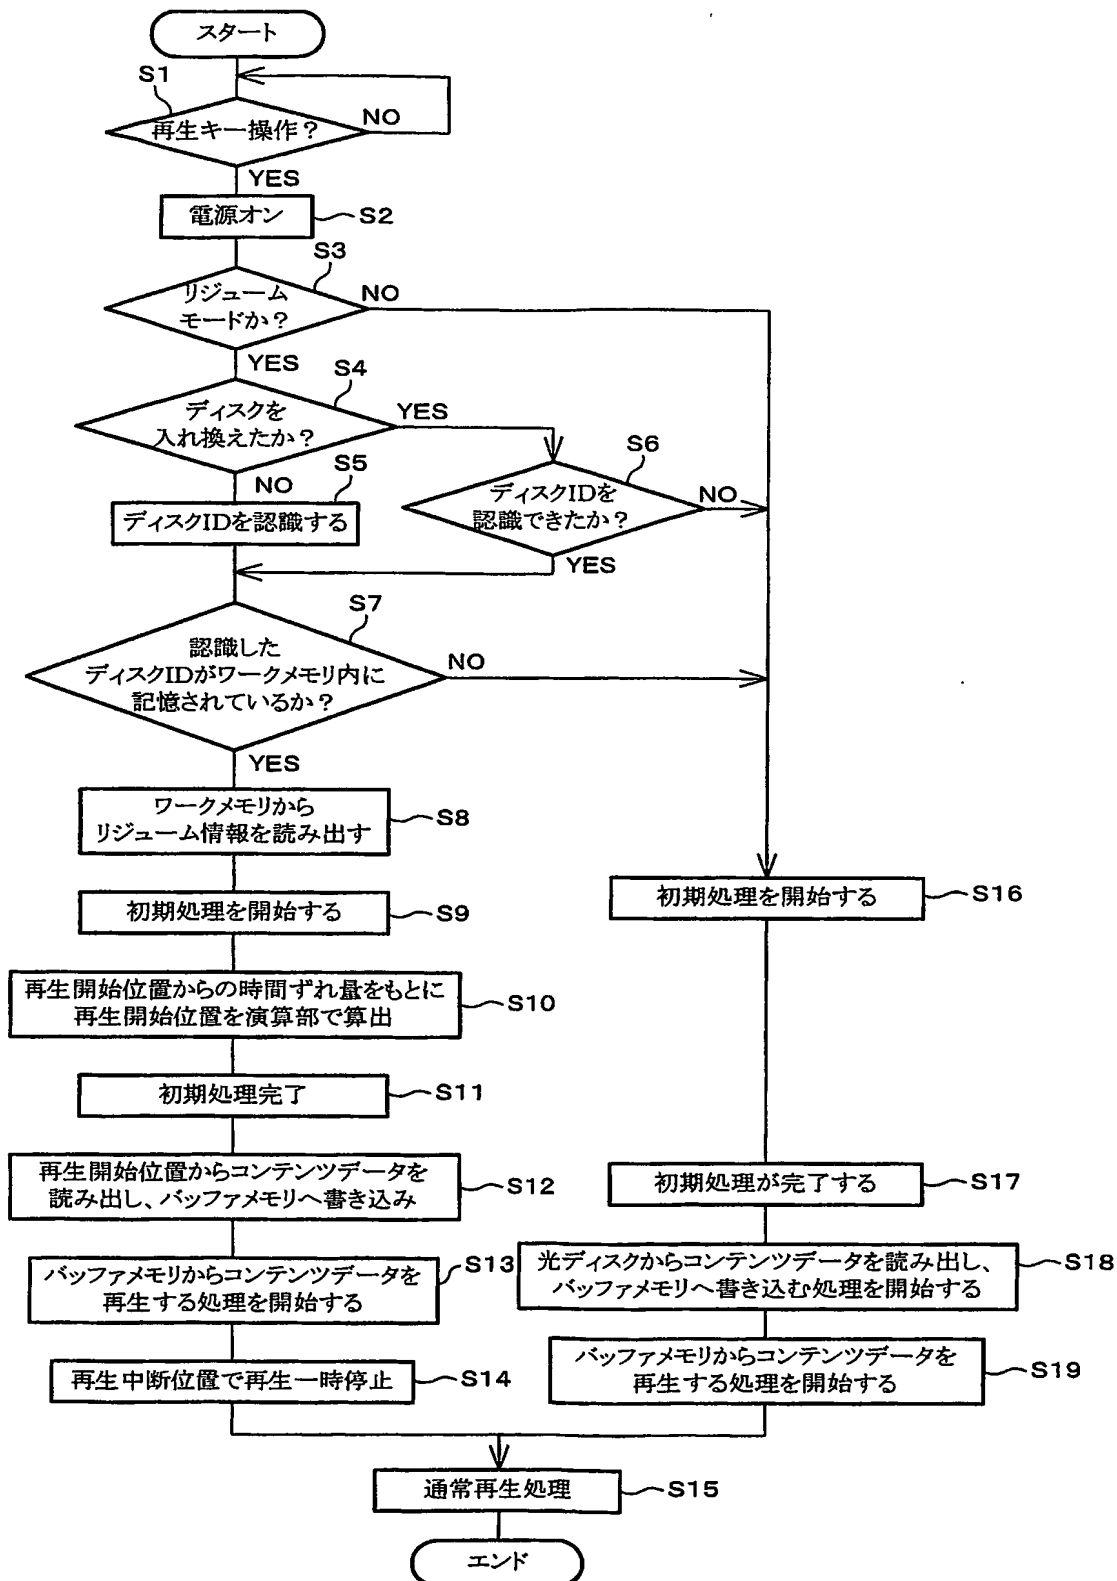 スタート
S1
再生キー操作?
NO
YES
電源オン
S2
S3
リジューム
モードか?
NO
YES
S4
ディスクを
入れ換えたか?
YES
NO
S5
ディスクIDを認識する
S6
ディスクIDを
認識できたか?
NO
YES
S7
認識した
ディスクIDがワークメモリ内に
記憶されているか?
NO
YES
ワークメモリから
リジューム情報を読み出す
S8
初期処理を開始する
S9
再生開始位置からの時間ずれ量をもとに
再生開始位置を演算部で算出
S10
初期処理完了
S11
再生開始位置からコンテンツデータを
読み出し、バッファメモリへ書き込み
S12
バッファメモリからコンテンツデータを
再生する処理を開始する
S13
再生中断位置で再生一時停止
S14
初期処理を開始する
S16
初期処理が完了する
S17
光ディスクからコンテンツデータを読み出し、
バッファメモリへ書き込む処理を開始する
S18
バッファメモリからコンテンツデータを
再生する処理を開始する
S19
通常再生処理
S15
エンド